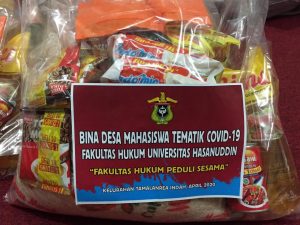 BINA DESA MAHASISWA TEMATIK COVID-19
FAKULTAS HUKUM UNIVERSITAS HASANUDDIN
"FAKULTAS HUKUM PEDULI SESAMA"
KELURAHAN TAMALANREA INDAH, APRIL 2020